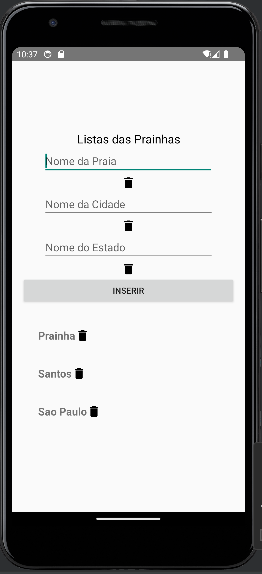 10:37
Listas das Prainhas
Nome da Praia
Nome da Cidade
Nome do Estado
INSERIR
Prainha
Santos
Sao Paulo